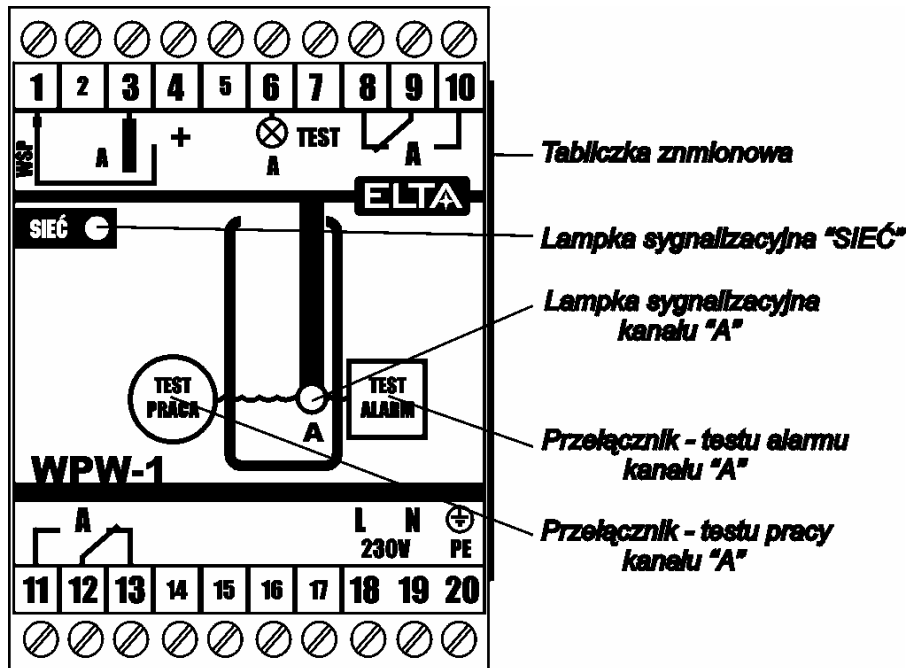 1 2 3 4 5 6 7 8 9 10
WSP A + A TEST A
ELTA
SIEĆ
TEST
PRACA
A
TEST
ALARM
WPW-1
A L N
230V PE
11 12 13 14 15 16 17 18 19 20
Tabliczka znmionowa
Lampka sygnalizacyjna "SIEĆ"
Lampka sygnalizacyjna
kanału "A"
Przełącznik - testu alarmu
kanału "A"
Przełącznik - testu pracy
kanału "A"